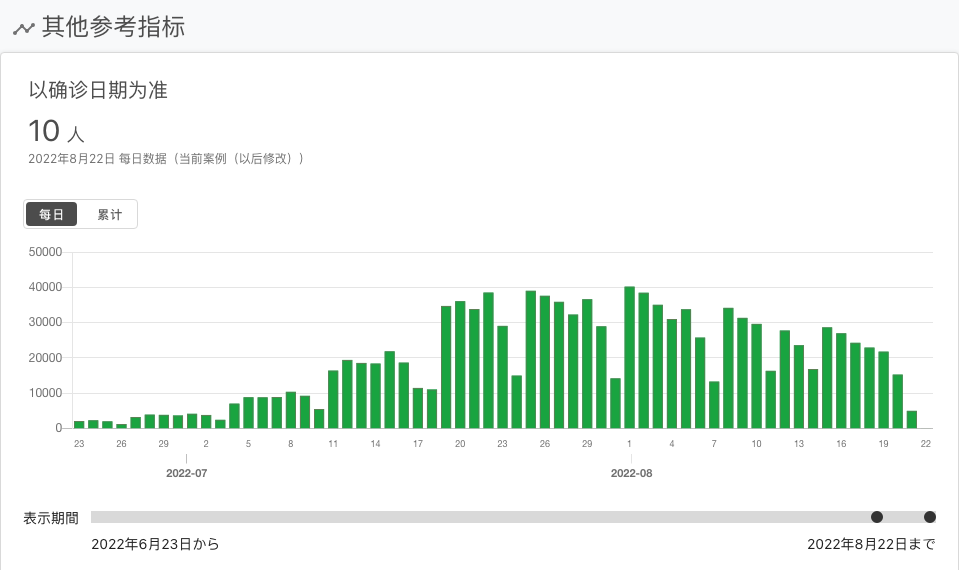 其他参考指标
以确诊日期为准
10 人
2022年8月22日 每日数据（当前案例（以后修改））
每日 累计
50000
40000
30000
20000
10000
0
23 26 29 2 5 8 11 14 17 20 23 26 29 1 4 7 10 13 16 19 22
2022-07 2022-08
表示期間
2022年6月23日から 2022年8月22日まで